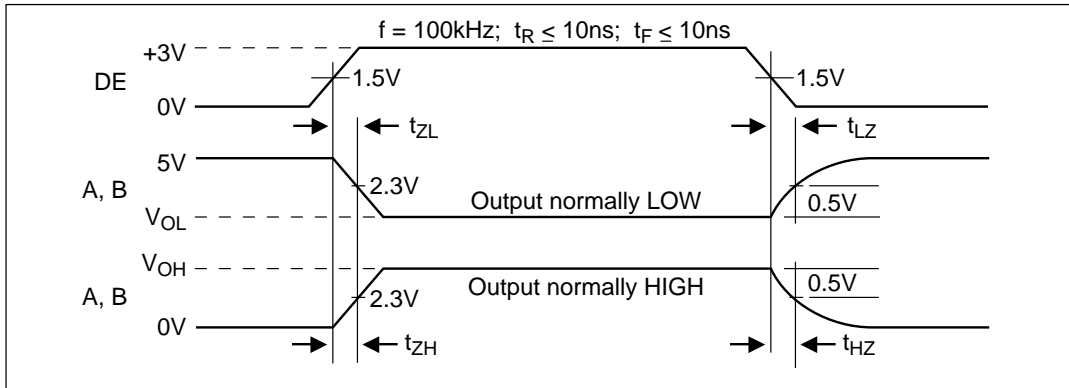 f = 100kHz; tR ≤ 10ns; tF ≤ 10ns
+3V
DE
1.5V
1.5V
0V
tZL
tLZ
5V
A, B
2.3V
Output normally LOW
0.5V
VOL
VOH
A, B
2.3V
Output normally HIGH
0.5V
0V
tZH
tHZ